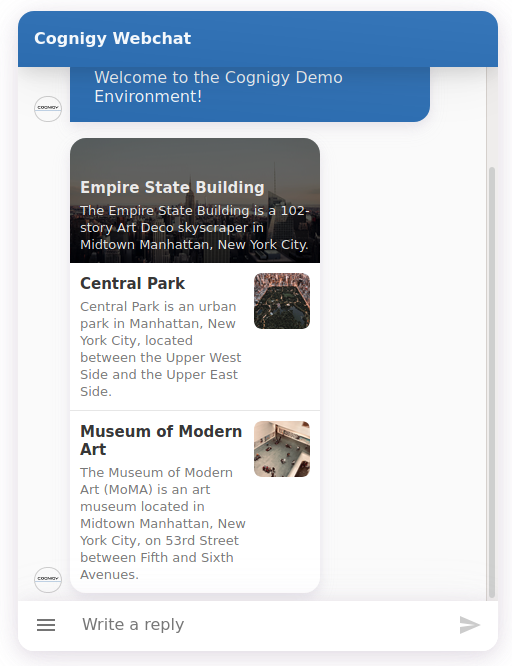 Cognigy Webchat
Welcome to the Cognigy Demo
Environment!
COGNIGY
Empire State Building
The Empire State Building is a 102-
story Art Deco skyscraper in
Midtown Manhattan, New York City.
Central Park
Central Park is an urban
park in Manhattan, New
York City, located
between the Upper West
Side and the Upper East
Side.
Museum of Modern
Art
The Museum of Modern
Art (MoMA) is an art
museum located in
Midtown Manhattan, New
York City, on 53rd Street
between Fifth and Sixth
Avenues.
COGNIGY
Write a reply